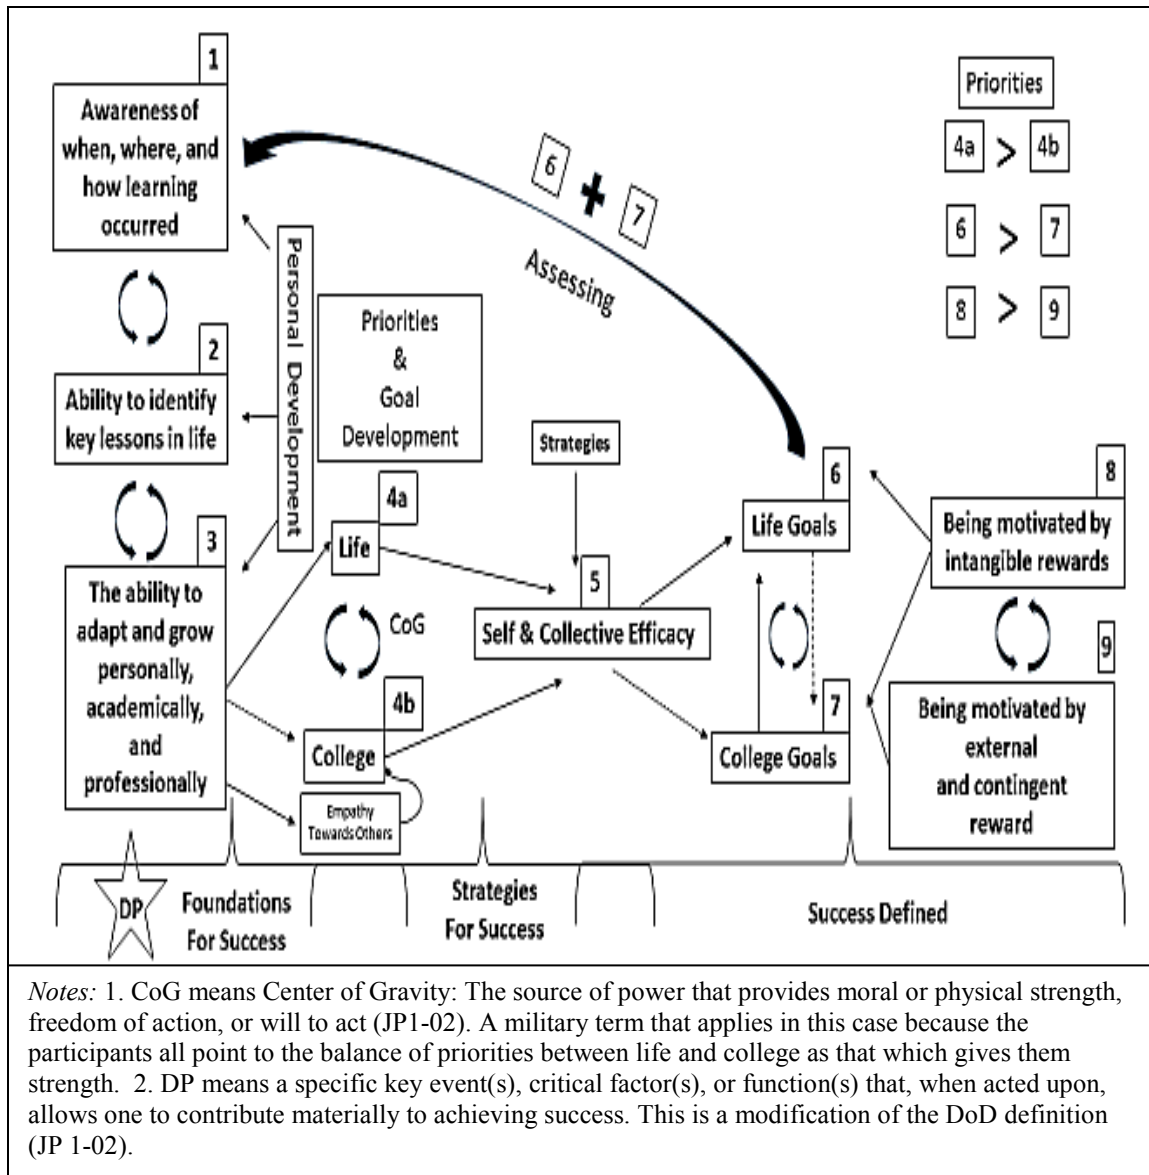 1
Awareness of
when, where, and
how learning
occurred
2
Ability to identify
key lessons in life
3
The ability to
adapt and grow
personally,
academically,
and
professionally
Personal Development
Priorities
&
Goal
Development
4a
Life
CoG
4b
College
Empathy
Towards Others
Strategies
5
Self & Collective Efficacy
6 + 7
Assessing
6
Life Goals
7
College Goals
Priorities
4a > 4b
6 > 7
8 > 9
8
Being motivated by
intangible rewards
9
Being motivated by
external
and contingent
reward
DP
Foundations
For Success
Strategies
For Success
Success Defined
Notes: 1. CoG means Center of Gravity: The source of power that provides moral or physical strength,
freedom of action, or will to act (JP1-02). A military term that applies in this case because the
participants all point to the balance of priorities between life and college as that which gives them
strength.  2. DP means a specific key event(s), critical factor(s), or function(s) that, when acted upon,
allows one to contribute materially to achieving success. This is a modification of the DoD definition
(JP 1-02).